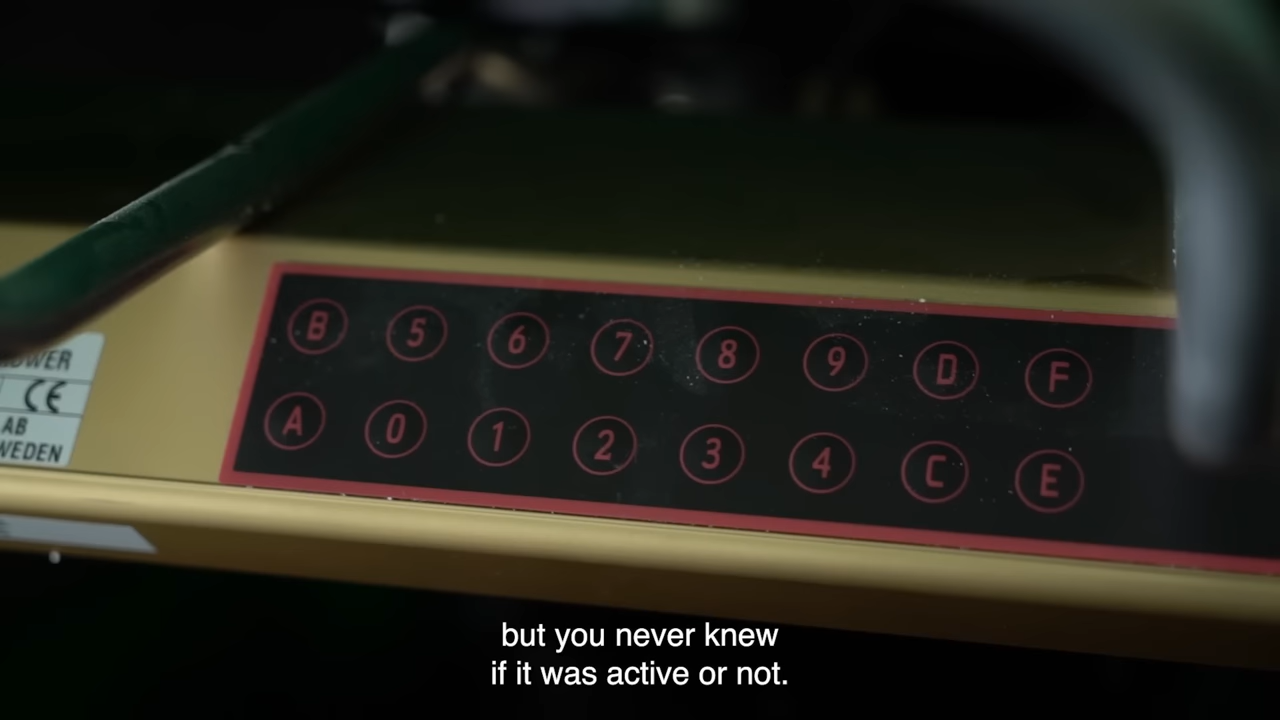 B 5 6 7 8 9 D F
A 0 1 2 3 4 C E
CE
AB
but you never knew
if it was active or not.